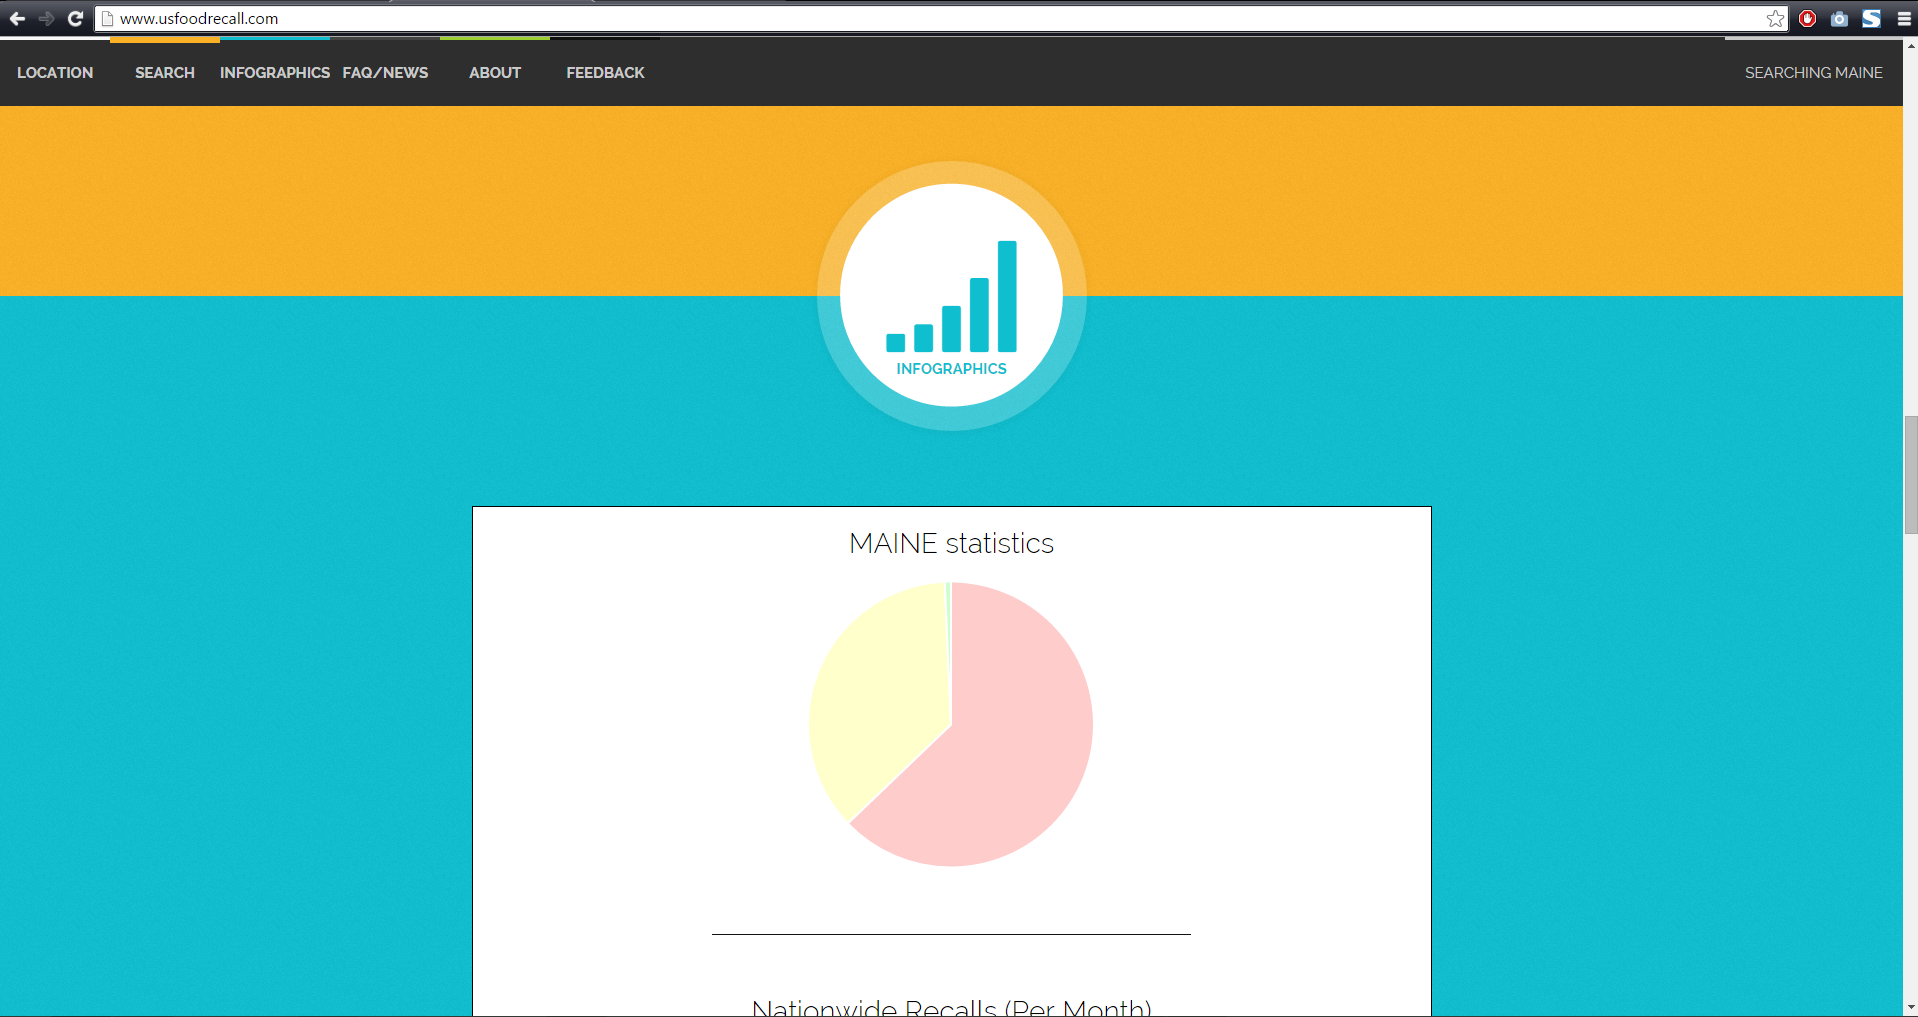 www.usfoodrecall.com
LOCATION SEARCH INFOGRAPHICS FAQ/NEWS ABOUT FEEDBACK SEARCHING MAINE
INFOGRAPHICS
MAINE statistics
Nationwide Recalls (Per Month)